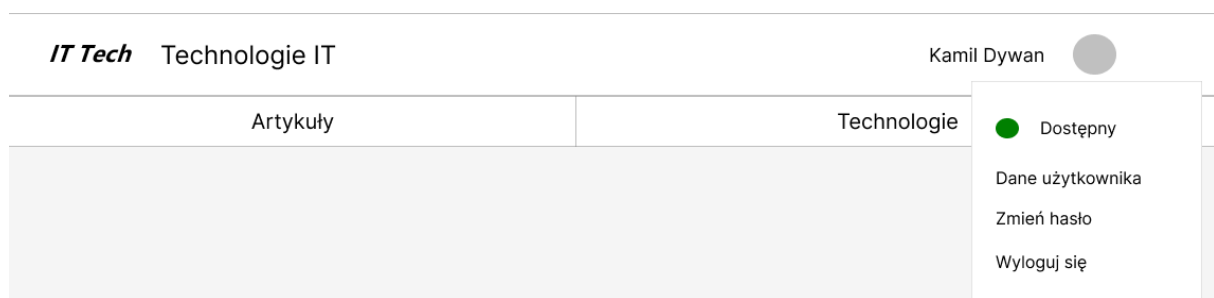 IT Tech Technologie IT Kamil Dywan
Artykuły Technologie
Dostępny
Dane użytkownika
Zmień hasło
Wyloguj się